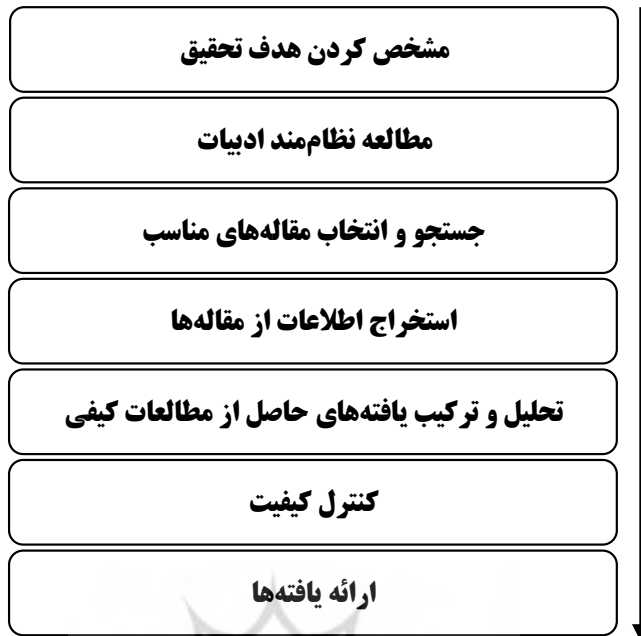 مشخص کردن هدف تحقیق
مطالعه نظام‌مند ادبیات
جستجو و انتخاب مقاله‌های مناسب
استخراج اطلاعات از مقاله‌ها
تحلیل و ترکیب یافته‌های حاصل از مطالعات کیفی
کنترل کیفیت
ارائه یافته‌ها